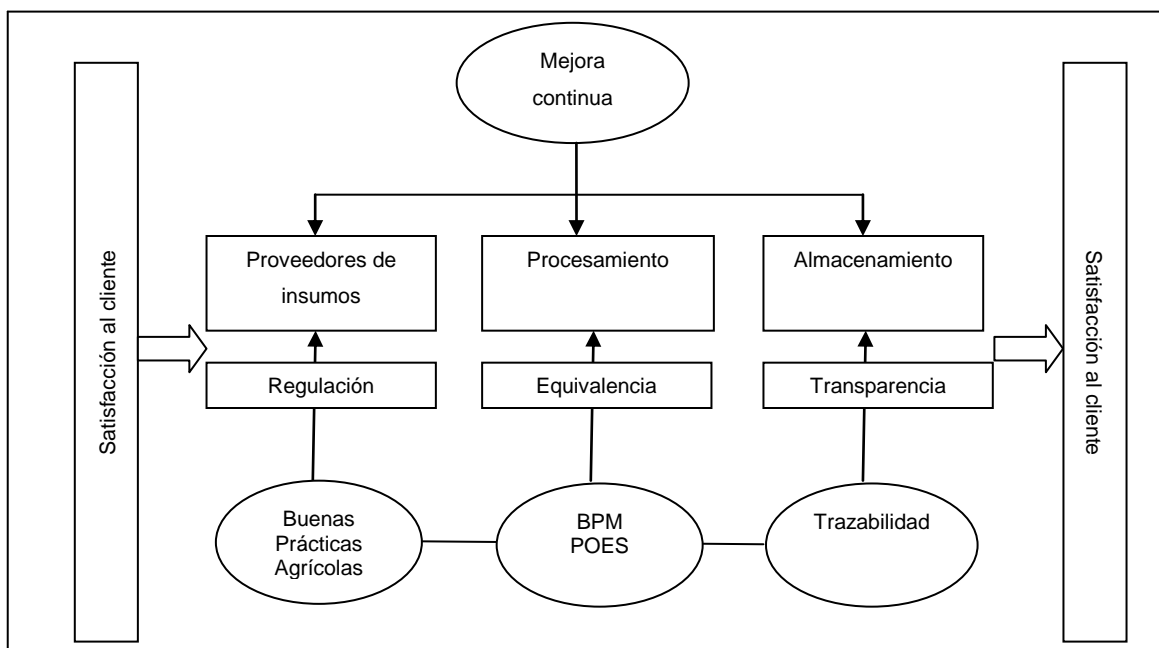 Mejora
continua
Satisfacción al cliente
Proveedores de
insumos
Procesamiento
Almacenamiento
Satisfacción al cliente
Regulación
Equivalencia
Transparencia
Buenas
Prácticas
Agrícolas
BPM
POES
Trazabilidad